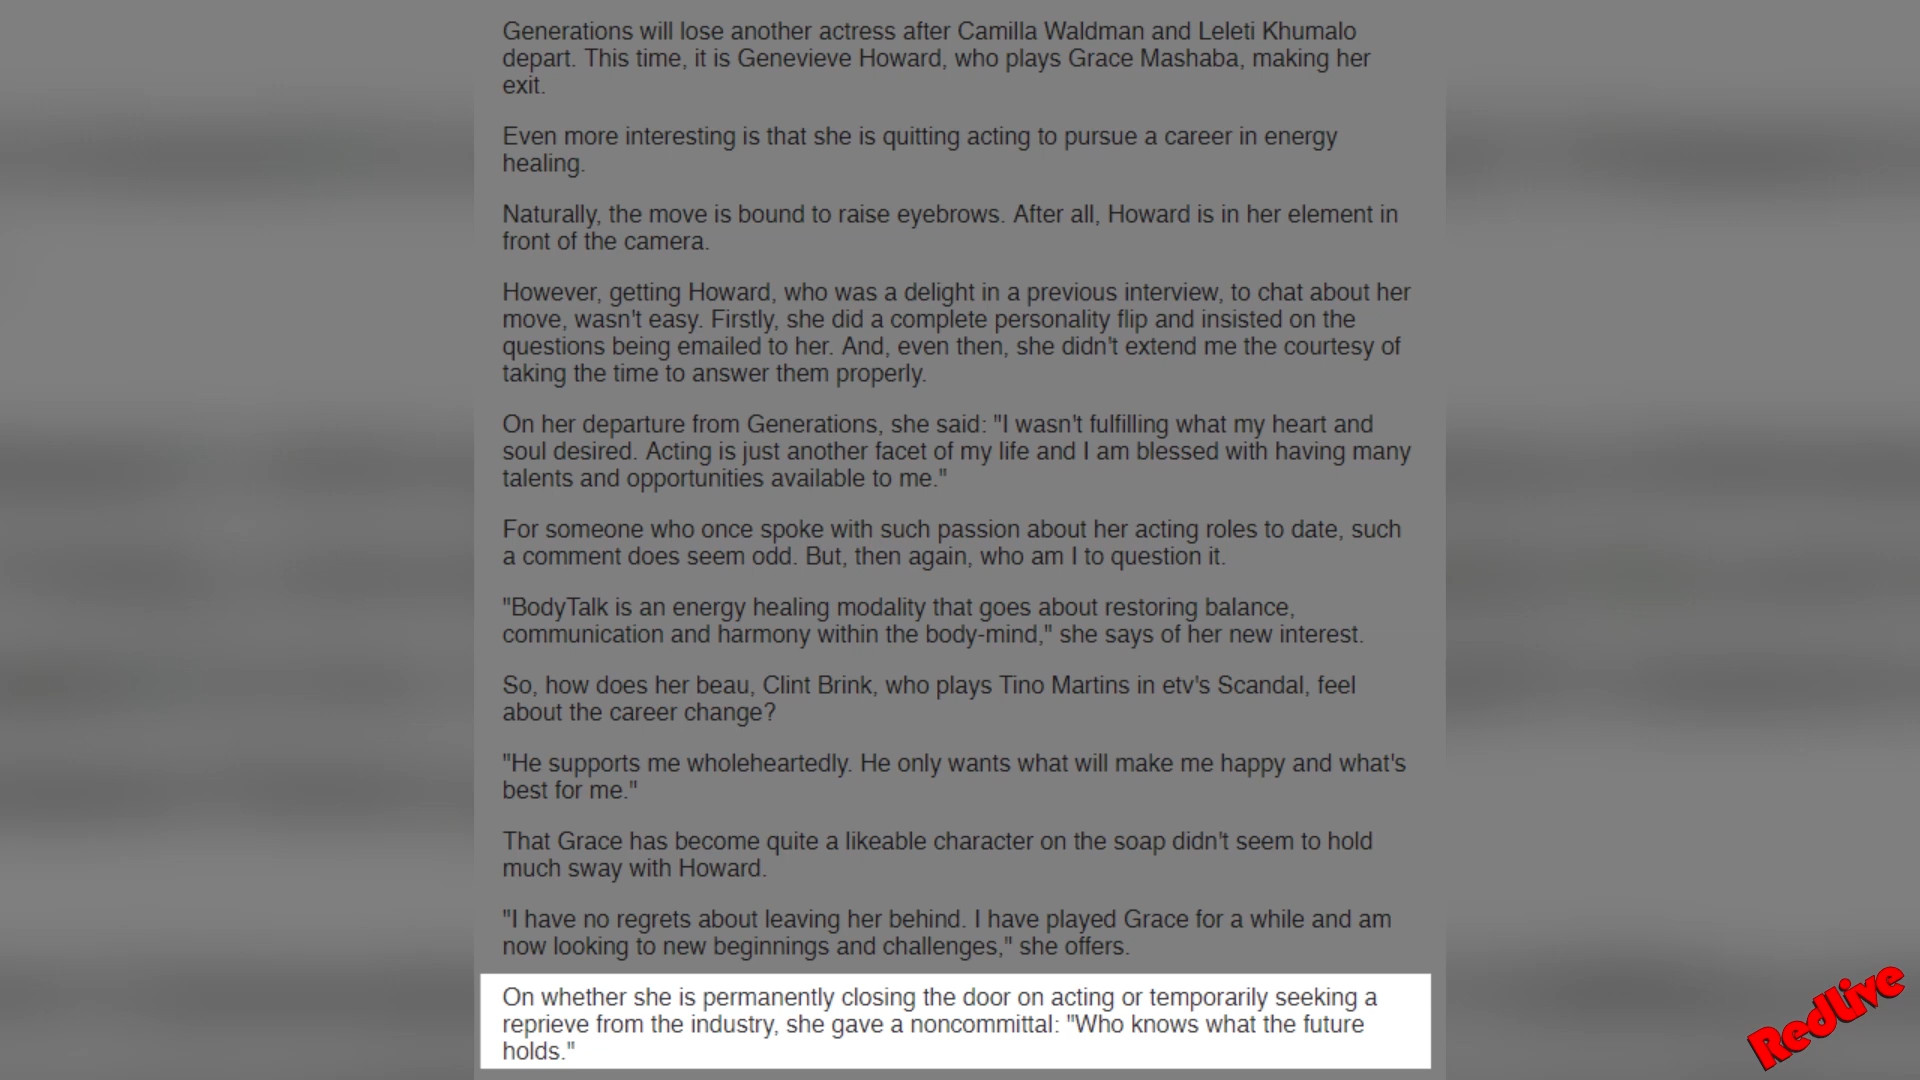 Generations will lose another actress after Camilla Waldman and Leleti Khumalo
depart. This time, it is Genevieve Howard, who plays Grace Mashaba, making her
exit.
Even more interesting is that she is quitting acting to pursue a career in energy
healing.
Naturally, the move is bound to raise eyebrows. After all, Howard is in her element in
front of the camera.
However, getting Howard, who was a delight in a previous interview, to chat about her
move, wasn't easy. Firstly, she did a complete personality flip and insisted on the
questions being emailed to her. And, even then, she didn't extend me the courtesy of
taking the time to answer them properly.
On her departure from Generations, she said: "I wasn't fulfilling what my heart and
soul desired. Acting is just another facet of my life and I am blessed with having many
talents and opportunities available to me."
For someone who once spoke with such passion about her acting roles to date, such
a comment does seem odd. But, then again, who am I to question it.
"BodyTalk is an energy healing modality that goes about restoring balance,
communication and harmony within the body-mind," she says of her new interest.
So, how does her beau, Clint Brink, who plays Tino Martins in etv's Scandal, feel
about the career change?
"He supports me wholeheartedly. He only wants what will make me happy and what's
best for me."
That Grace has become quite a likeable character on the soap didn't seem to hold
much sway with Howard.
"I have no regrets about leaving her behind. I have played Grace for a while and am
now looking to new beginnings and challenges," she offers.
On whether she is permanently closing the door on acting or temporarily seeking a
reprieve from the industry, she gave a noncommittal: "Who knows what the future
holds."
RedLive